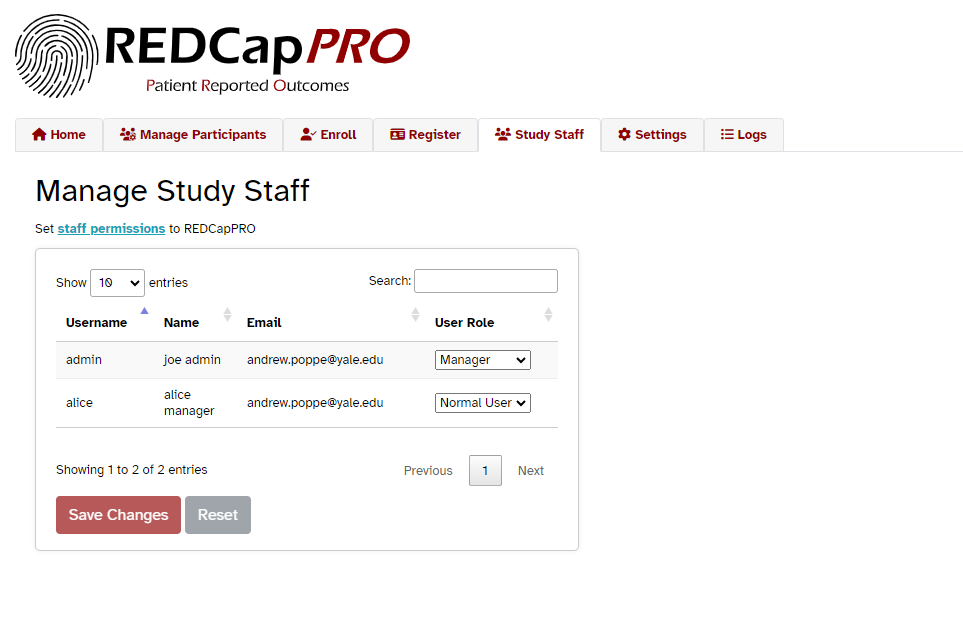 REDCapPRO
Patient Reported Outcomes
Home Manage Participants Enroll Register Study Staff Settings Logs
Manage Study Staff
Set staff permissions to REDCapPRO
Show 10 entries Search:
Username Name Email User Role
admin joe admin andrew.poppe@yale.edu Manager
alice alice manager andrew.poppe@yale.edu Normal User
Showing 1 to 2 of 2 entries Previous 1 Next
Save Changes Reset